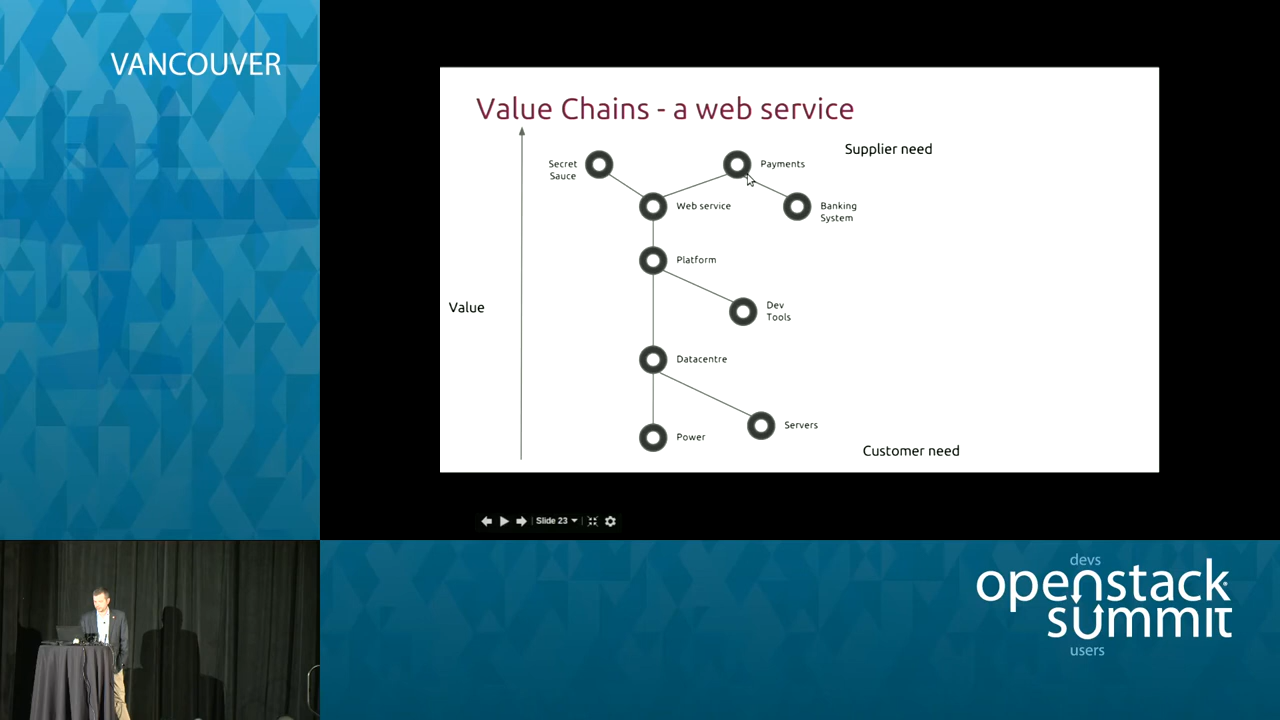 VANCOUVER
Value Chains - a web service
Supplier need
Secret
Sauce
Payments
Web service
Banking
System
Platform
Value
Dev
Tools
Datacentre
Servers
Power
Customer need
Slide 23
devs
openstack
summit
users